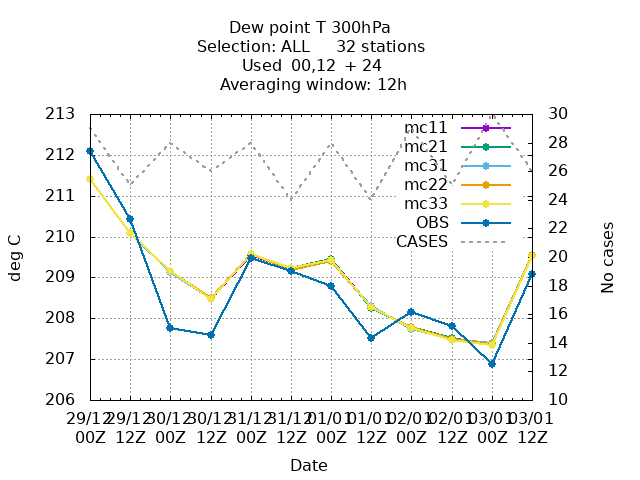 Dew point T 300hPa
Selection: ALL 32 stations
Used 00,12 + 24
Averaging window: 12h
213
212
211
210
209
208
207
206
deg C
30
28
26
24
22
20
18
16
14
12
10
No cases
mc11
mc21
mc31
mc22
mc33
OBS
CASES
29/12 29/12 30/12 30/12 31/12 31/12 01/01 01/01 02/01 02/01 03/01 03/01
00Z 12Z 00Z 12Z 00Z 12Z 00Z 12Z 00Z 12Z 00Z 12Z
Date